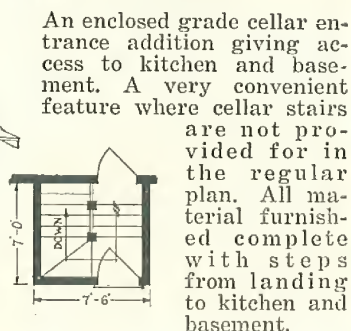 An enclosed grade cellar en-
trance addition giving ac-
cess to kitchen and base-
ment. A very convenient
feature where cellar stairs
are not pro-
vided for in
the regular
plan. All ma-
terial furnish-
ed complete
with steps
from landing
to kitchen and
basement.
7'-0"
DOWN
7'-6"